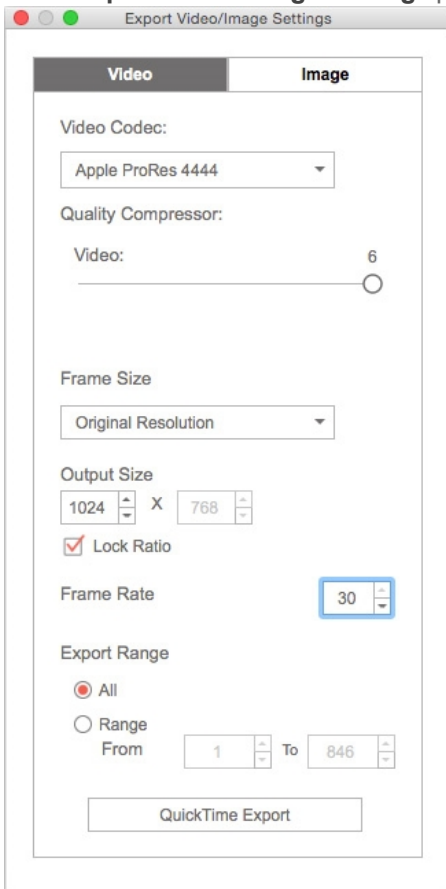 Export Video/Image Settings
Video Image
Video Codec:
Apple ProRes 4444
Quality Compressor:
Video: 6
Frame Size
Original Resolution
Output Size
1024 X 768
Lock Ratio
Frame Rate 30
Export Range
All
Range
From 1 To 846
QuickTime Export